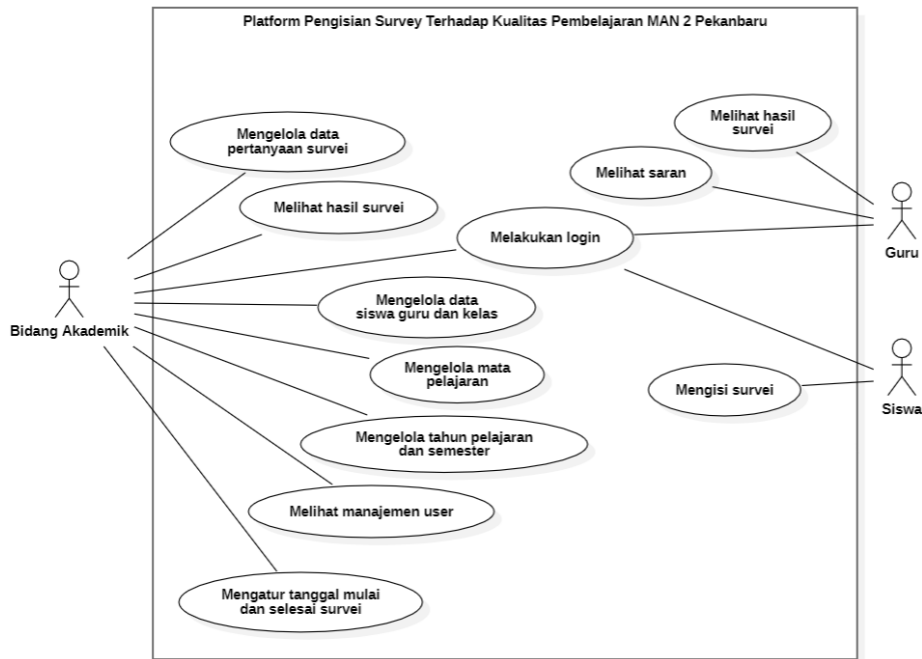 Platform Pengisian Survey Terhadap Kualitas Pembelajaran MAN 2 Pekanbaru
Melihat hasil
survei
Mengelola data
pertanyaan survei
Melihat saran
Melihat hasil survei
Melakukan login
Guru
Mengelola data
siswa guru dan kelas
Bidang Akademik
Mengelola mata
pelajaran
Mengisi survei
Siswa
Mengelola tahun pelajaran
dan semester
Melihat manajemen user
Mengatur tanggal mulai
dan selesai survei